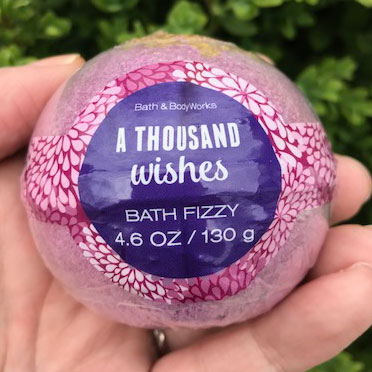 Bath & BodyWorks
A THOUSAND
wishes
BATH FIZZY
4.6 OZ / 130 g